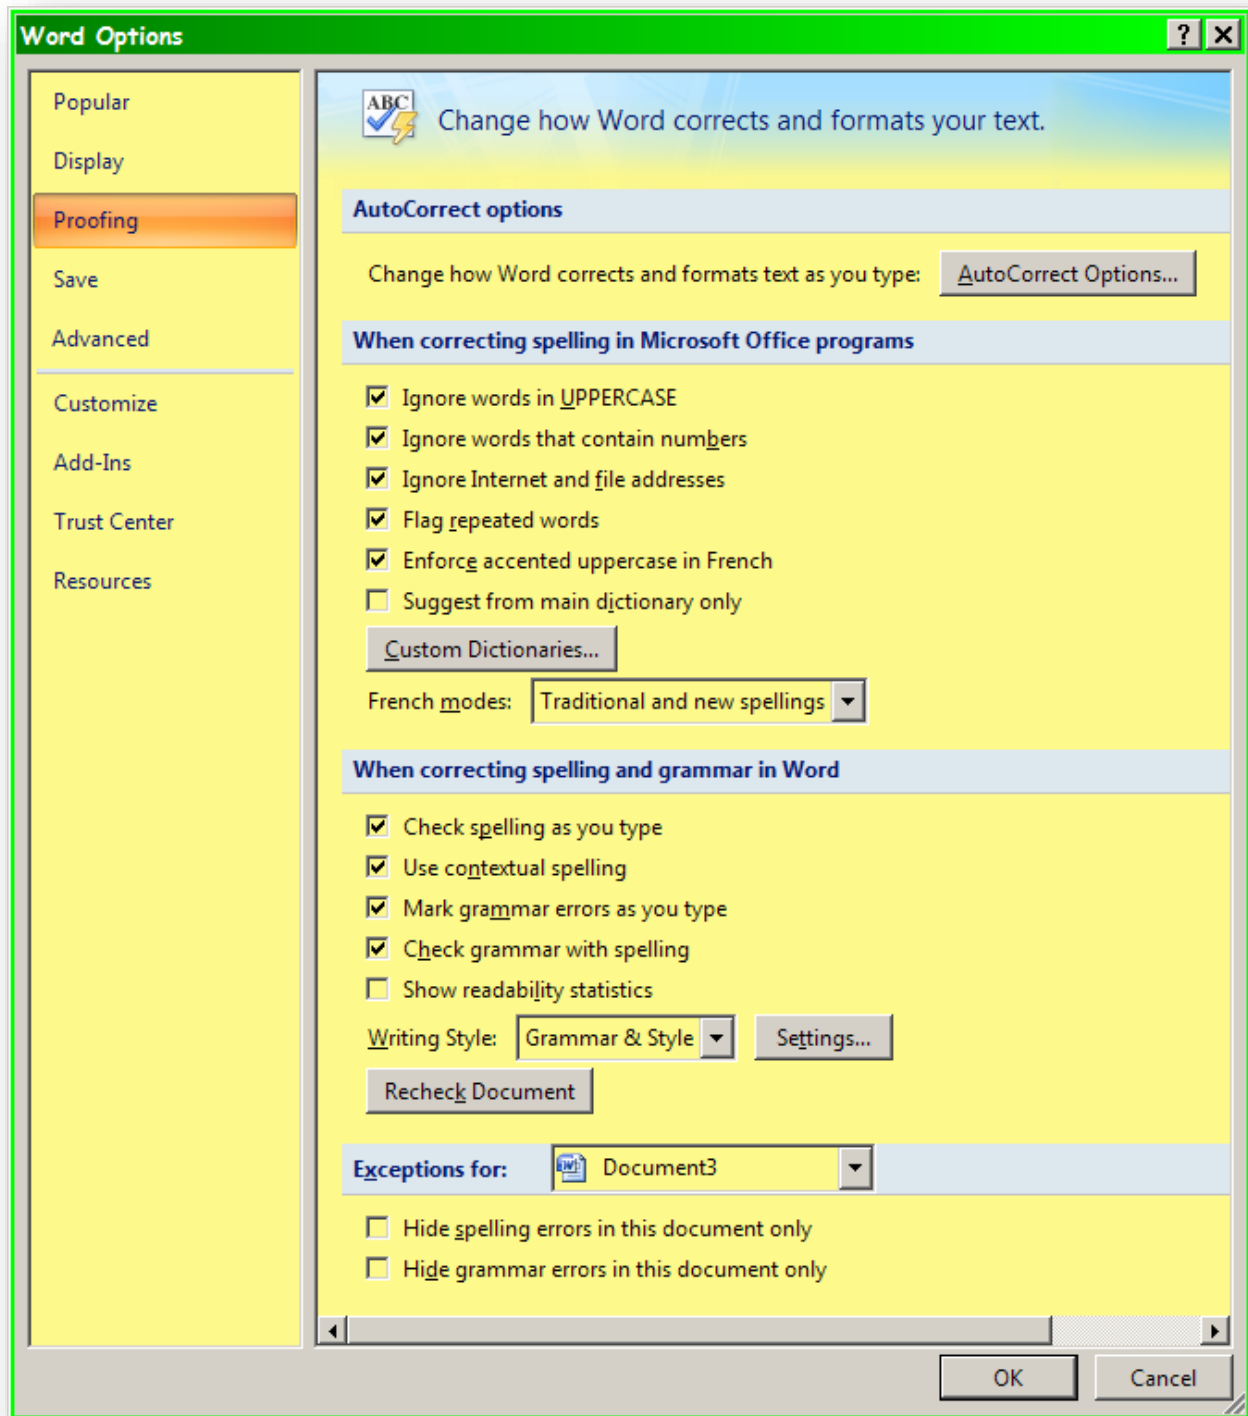 Word Options
Popular
Display
Proofing
Save
Advanced
Customize
Add-Ins
Trust Center
Resources
ABC
Change how Word corrects and formats your text.
AutoCorrect options
Change how Word corrects and formats text as you type: AutoCorrect Options...
When correcting spelling in Microsoft Office programs
Ignore words in UPPERCASE
Ignore words that contain numbers
Ignore Internet and file addresses
Flag repeated words
Enforce accented uppercase in French
Suggest from main dictionary only
Custom Dictionaries...
French modes: Traditional and new spellings
When correcting spelling and grammar in Word
Check spelling as you type
Use contextual spelling
Mark grammar errors as you type
Check grammar with spelling
Show readability statistics
Writing Style: Grammar & Style Settings...
Recheck Document
Exceptions for: Document3
Hide spelling errors in this document only
Hide grammar errors in this document only
OK Cancel